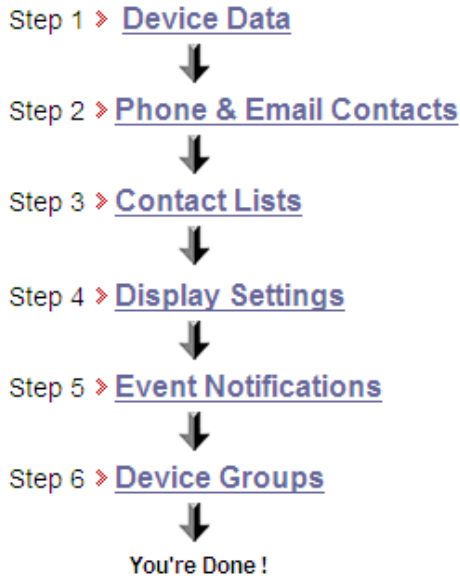 Step 1 » Device Data
Step 2 » Phone & Email Contacts
Step 3 » Contact Lists
Step 4 » Display Settings
Step 5 » Event Notifications
Step 6 » Device Groups
You're Done !